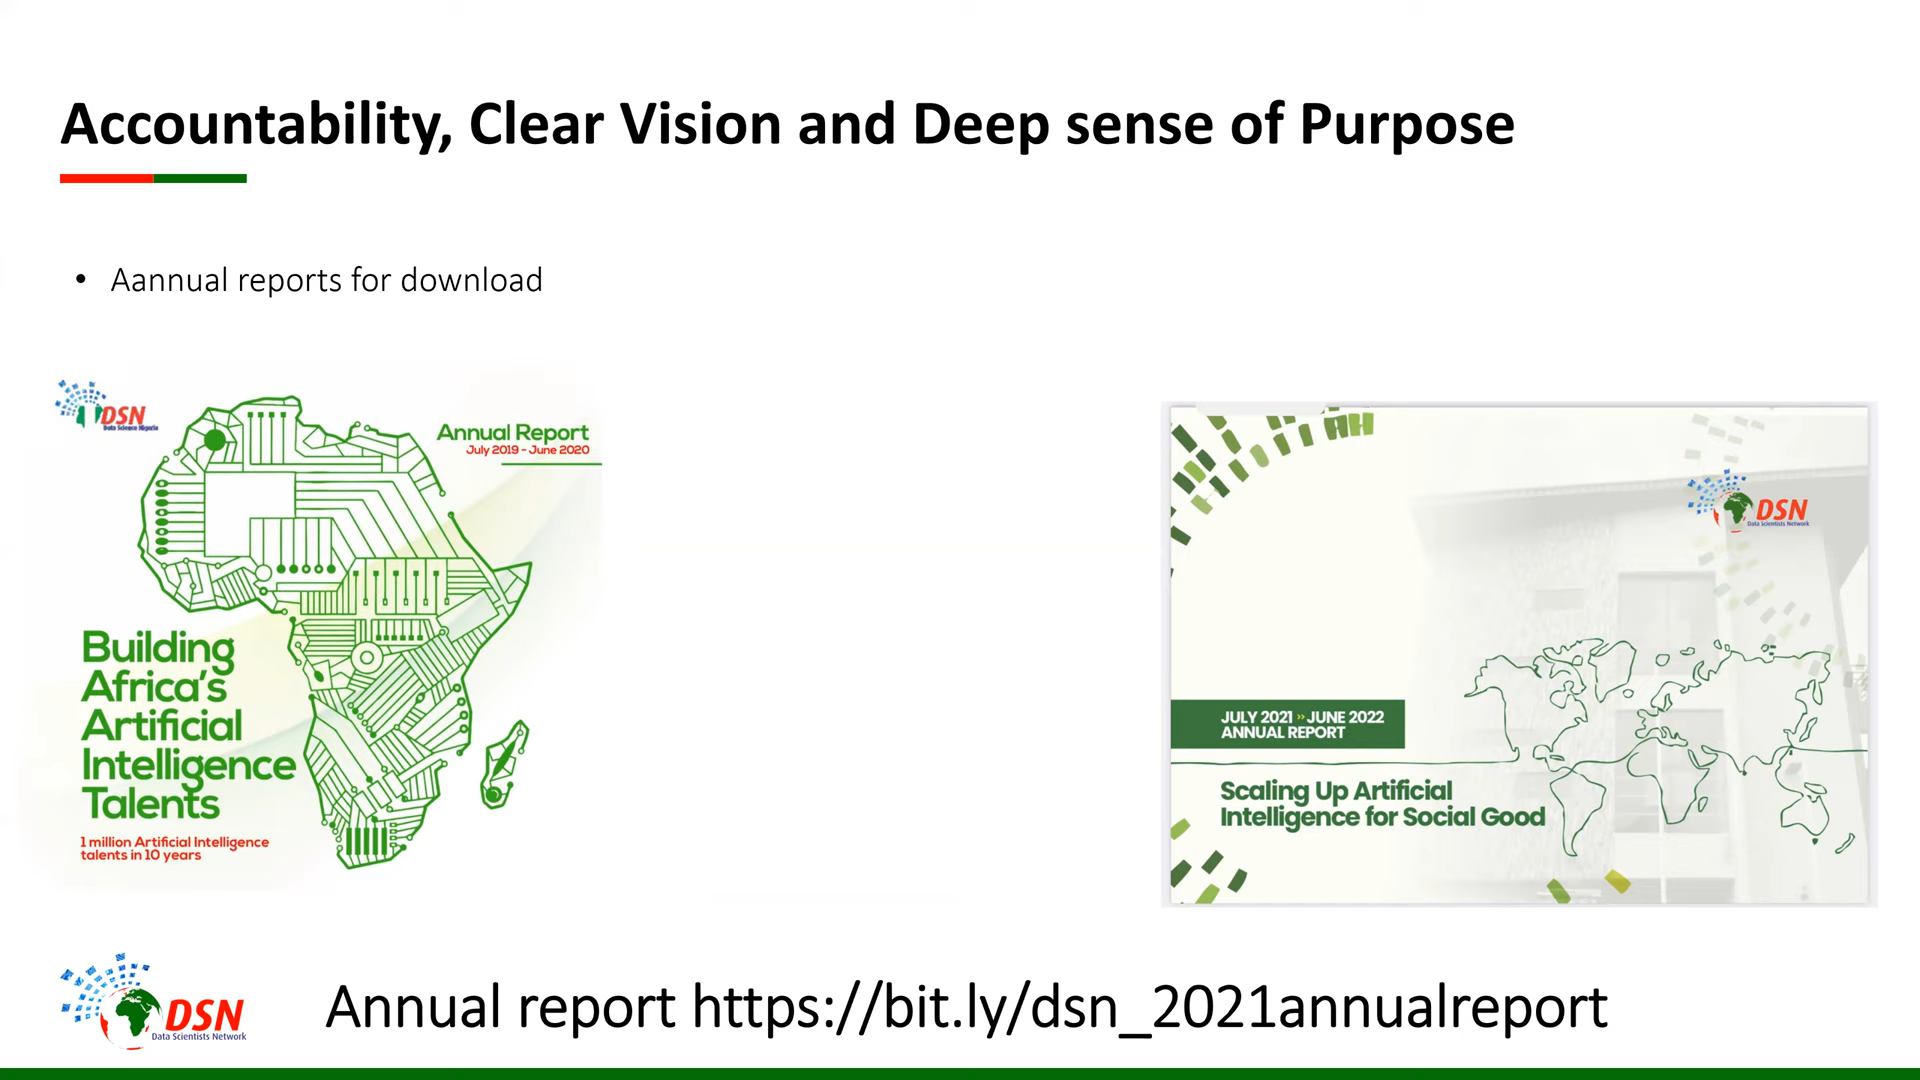 Accountability, Clear Vision and Deep sense of Purpose
• Aannual reports for download
DSN
Data Science Nigeria
Annual Report
July 2019 - June 2020
Building
Africa's
Artificial
Intelligence
Talents
1 million Artificial Intelligence
talents in 10 years
DSN
Data Scientists Network
JULY 2021 » JUNE 2022
ANNUAL REPORT
Scaling Up Artificial
Intelligence for Social Good
DSN
Data Scientists Network
Annual report https://bit.ly/dsn_2021annualreport